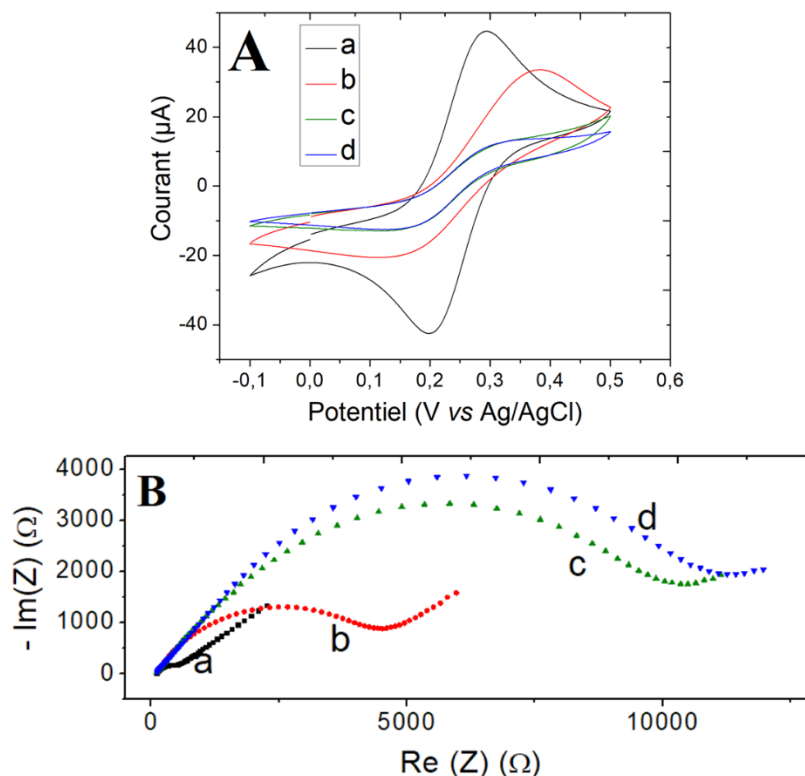 A
a
b
c
d
40
20
0
-20
-40
Courant (µA)
-0,1 0,0 0,1 0,2 0,3 0,4 0,5 0,6
Potentiel (V vs Ag/AgCl)
B
4000
3000
2000
1000
0
- Im(Z) (Ω)
a
b
c
d
0 5000 10000
Re (Z) (Ω)